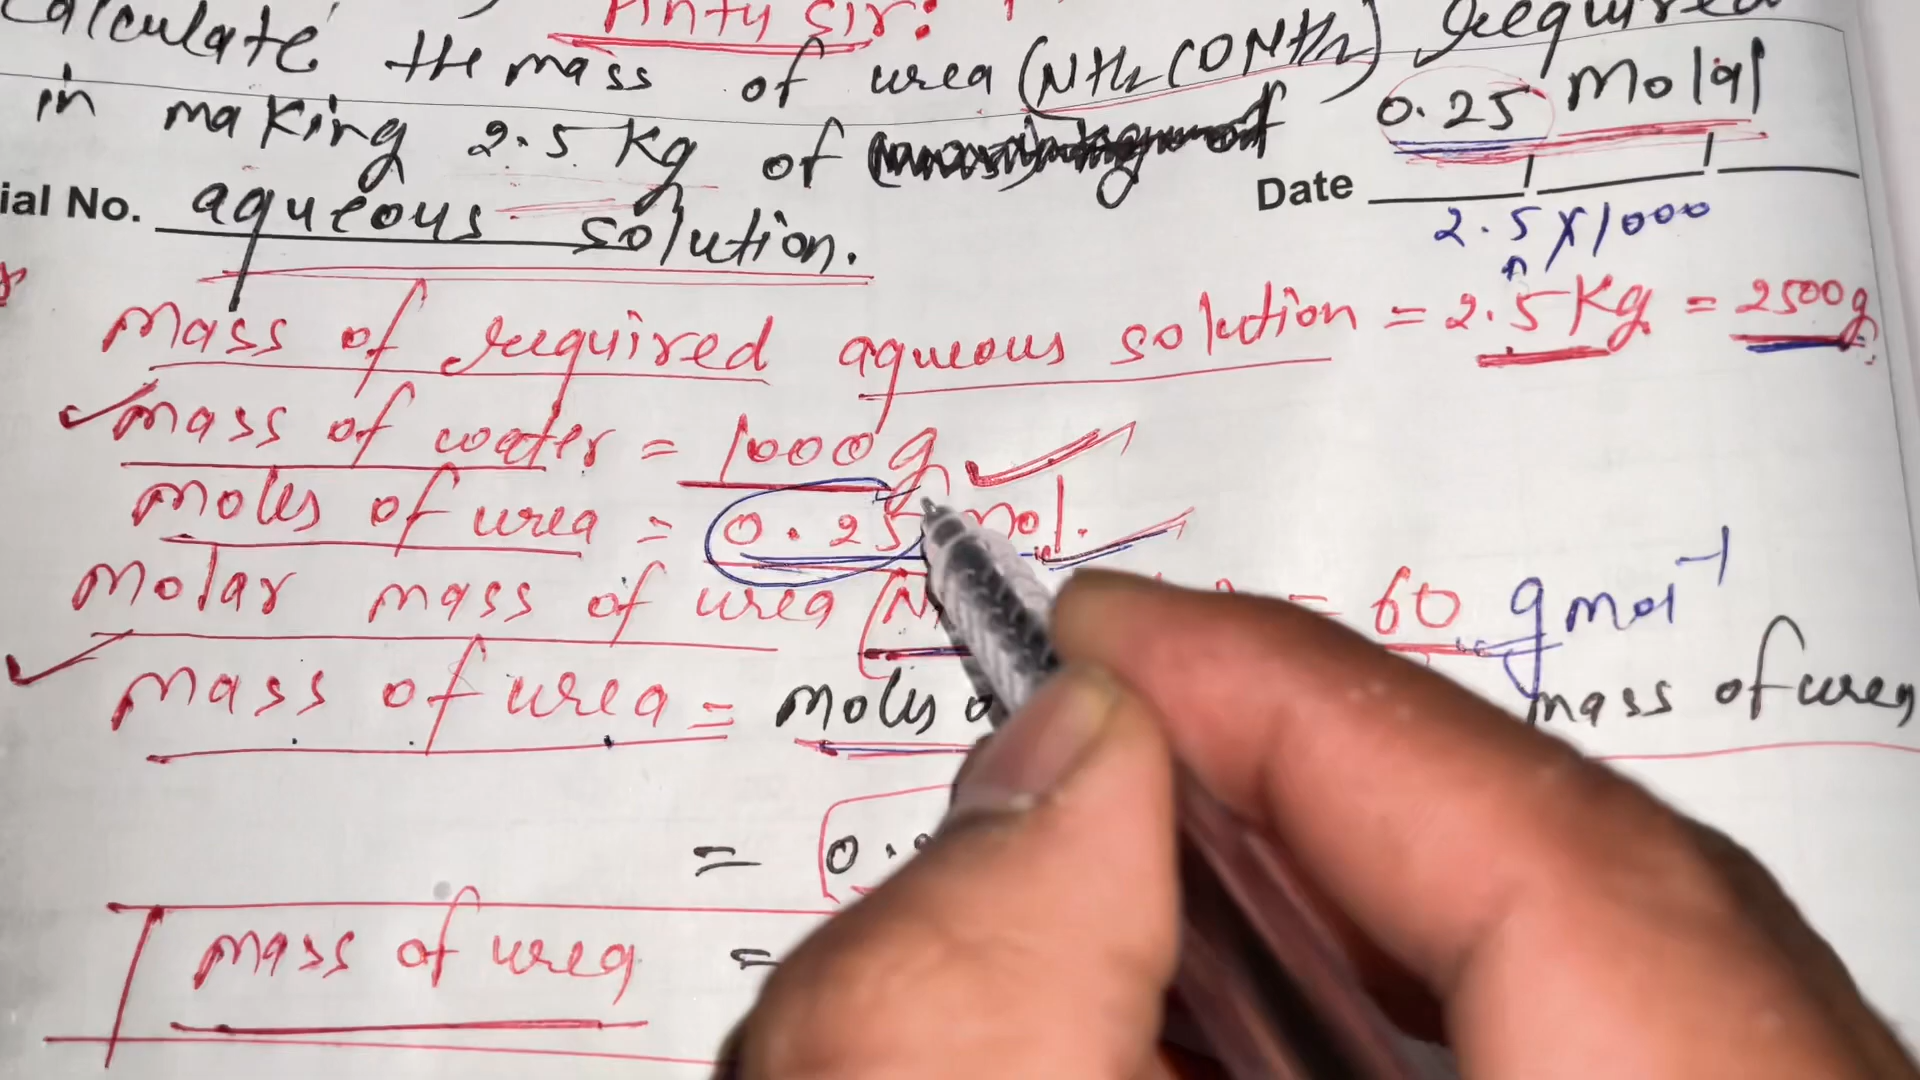 Calculate the mass of urea (NH2CONH2) required
in making 2.5 Kg of 0.25 Molal
ial No. aqueous solution.
Date
2.5 X 1000
Mass of required aqueous solution = 2.5 Kg = 2500g
mass of water = 1000g
moles of urea = 0.25 mol.
Molar mass of urea = 60 g mol-1
mass of urea = moles mass of urea
= 0.
mass of urea =